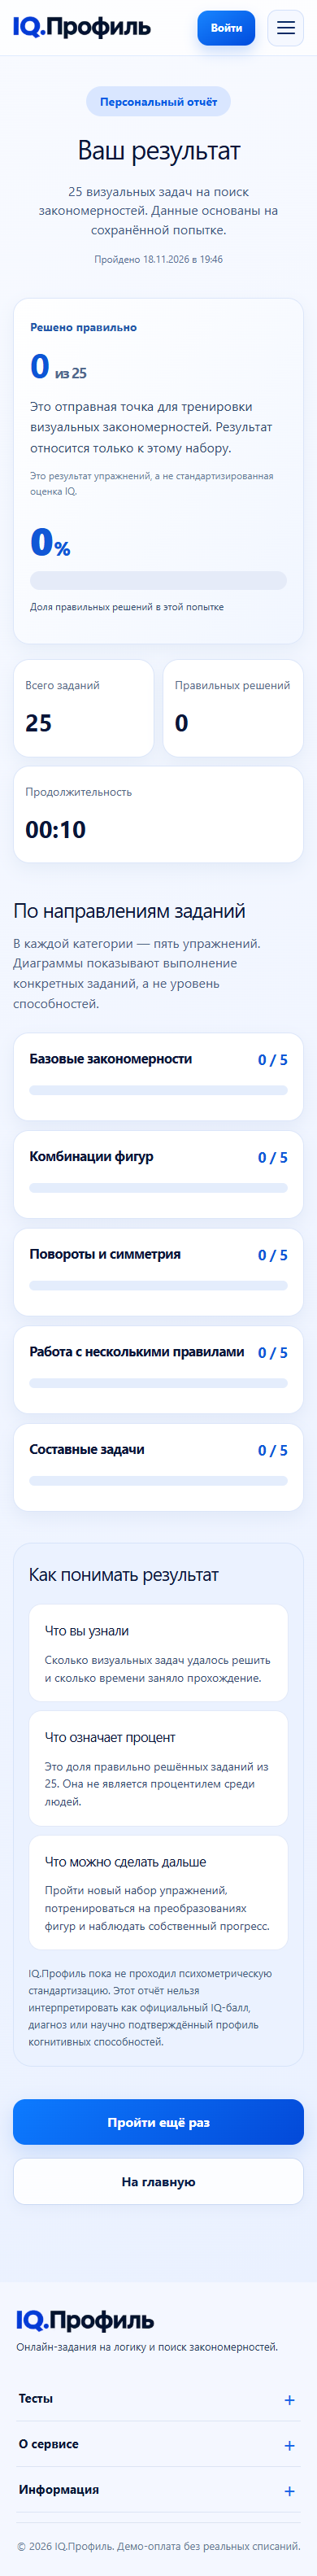 IQ.Профиль
Войти
Персональный отчёт
Ваш результат
25 визуальных задач на поиск
закономерностей. Данные основаны на
сохранённой попытке.
Пройдено 18.11.2026 в 19:46
Решено правильно
0 из 25
Это отправная точка для тренировки
визуальных закономерностей. Результат
относится только к этому набору.
Это результат упражнений, а не стандартизированная
оценка IQ.
0%
Доля правильных решений в этой попытке
Всего заданий
25
Правильных решений
0
Продолжительность
00:10
По направлениям заданий
В каждой категории — пять упражнений.
Диаграммы показывают выполнение
конкретных заданий, а не уровень
способностей.
Базовые закономерности 0 / 5
Комбинации фигур 0 / 5
Повороты и симметрия 0 / 5
Работа с несколькими правилами 0 / 5
Составные задачи 0 / 5
Как понимать результат
Что вы узнали
Сколько визуальных задач удалось решить
и сколько времени заняло прохождение.
Что означает процент
Это доля правильно решённых заданий из
25. Она не является процентилем среди
людей.
Что можно сделать дальше
Пройти новый набор упражнений,
потренироваться на преобразованиях
фигур и наблюдать собственный прогресс.
IQ.Профиль пока не проходил психометрическую
стандартизацию. Этот отчёт нельзя
интерпретировать как официальный IQ-балл,
диагноз или научно подтверждённый профиль
когнитивных способностей.
Пройти ещё раз
На главную
IQ.Профиль
Онлайн-задания на логику и поиск закономерностей.
Тесты +
О сервисе +
Информация +
© 2026 IQ.Профиль. Демо-оплата без реальных списаний.